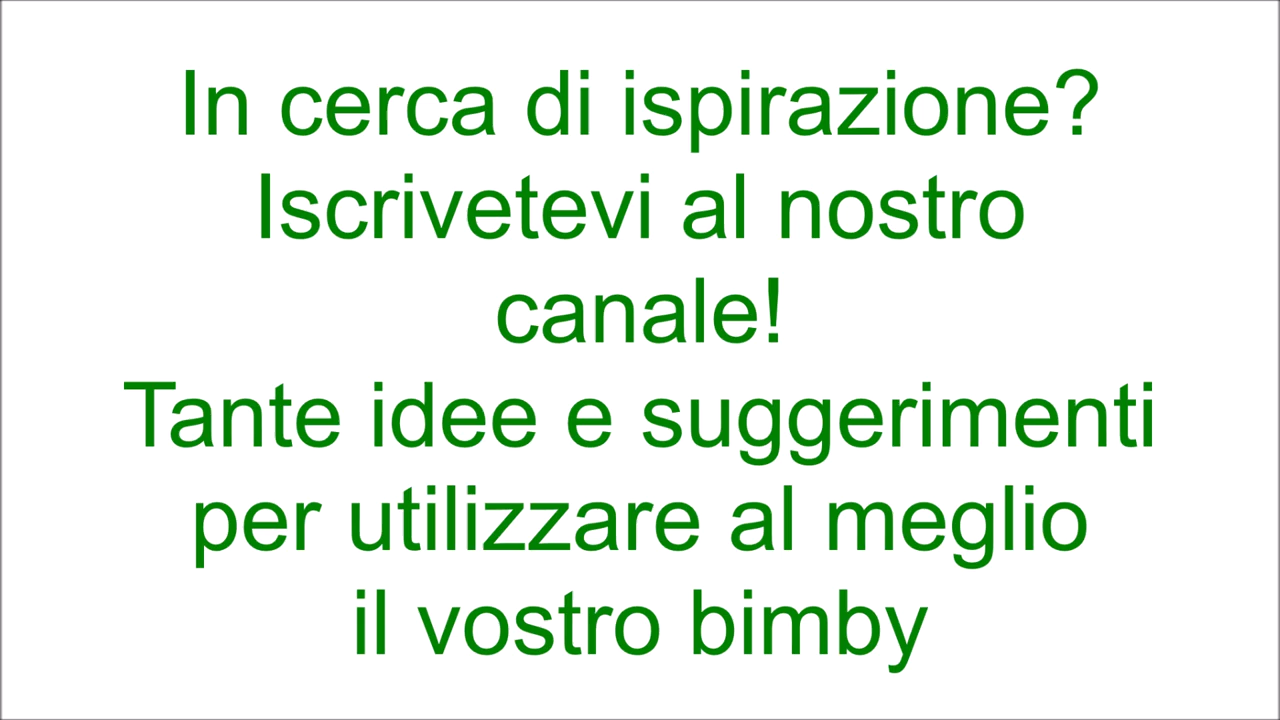 In cerca di ispirazione?
Iscrivetevi al nostro
canale!
Tante idee e suggerimenti
per utilizzare al meglio
il vostro bimby